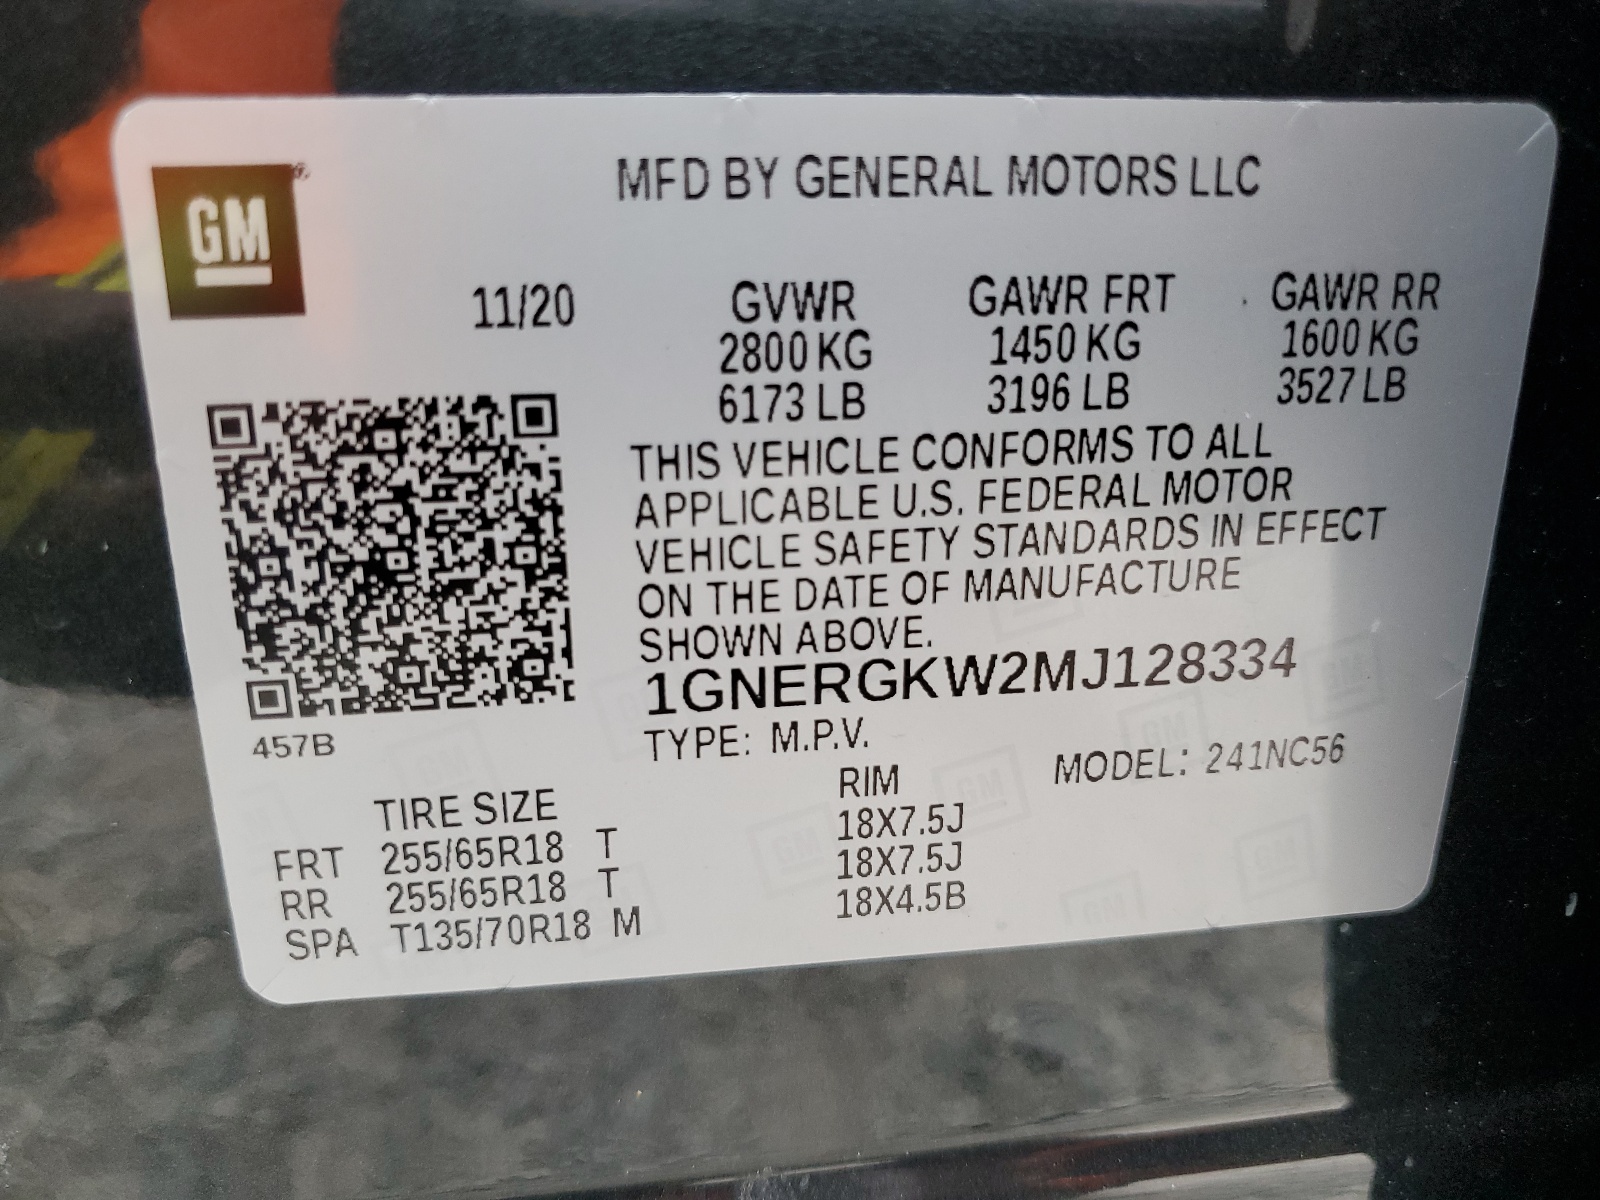 GM
MFD BY GENERAL MOTORS LLC
11/20
GVWR GAWR FRT GAWR RR
2800 KG 1450 KG 1600 KG
6173 LB 3196 LB 3527 LB
THIS VEHICLE CONFORMS TO ALL
APPLICABLE U.S. FEDERAL MOTOR
VEHICLE SAFETY STANDARDS IN EFFECT
ON THE DATE OF MANUFACTURE
SHOWN ABOVE.
1GNERGKW2MJ128334
457B
TYPE: M.P.V. MODEL: 241NC56
TIRE SIZE RIM
FRT 255/65R18 T 18X7.5J
RR 255/65R18 T 18X7.5J
SPA T135/70R18 M 18X4.5B